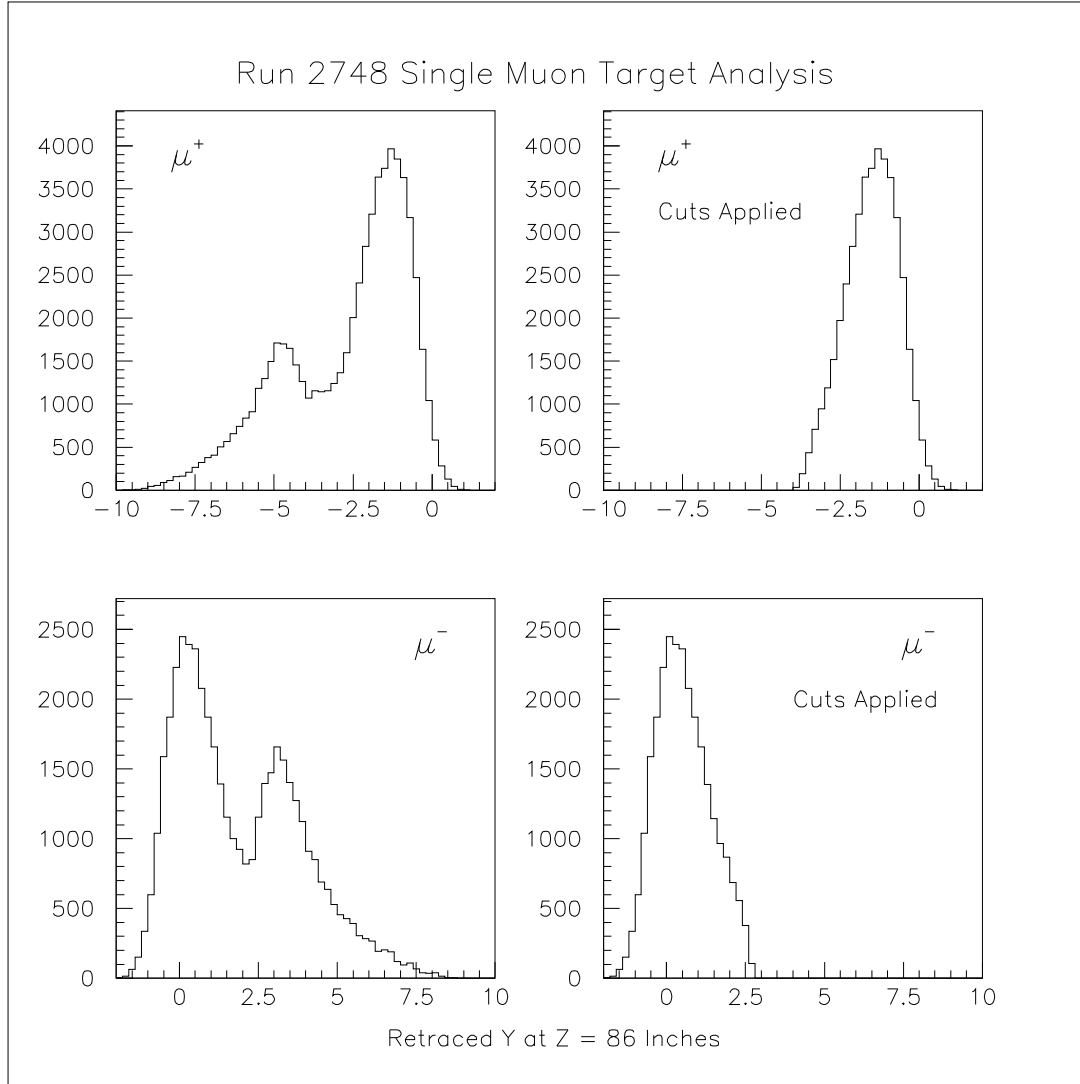 Run 2748 Single Muon Target Analysis
μ+
4000
3500
3000
2500
2000
1500
1000
500
0
−10 −7.5 −5 −2.5 0
μ+
Cuts Applied
4000
3500
3000
2500
2000
1500
1000
500
0
−10 −7.5 −5 −2.5 0
μ−
2500
2000
1500
1000
500
0
0 2.5 5 7.5 10
μ−
Cuts Applied
2500
2000
1500
1000
500
0
0 2.5 5 7.5 10
Retraced Y at Z = 86 Inches